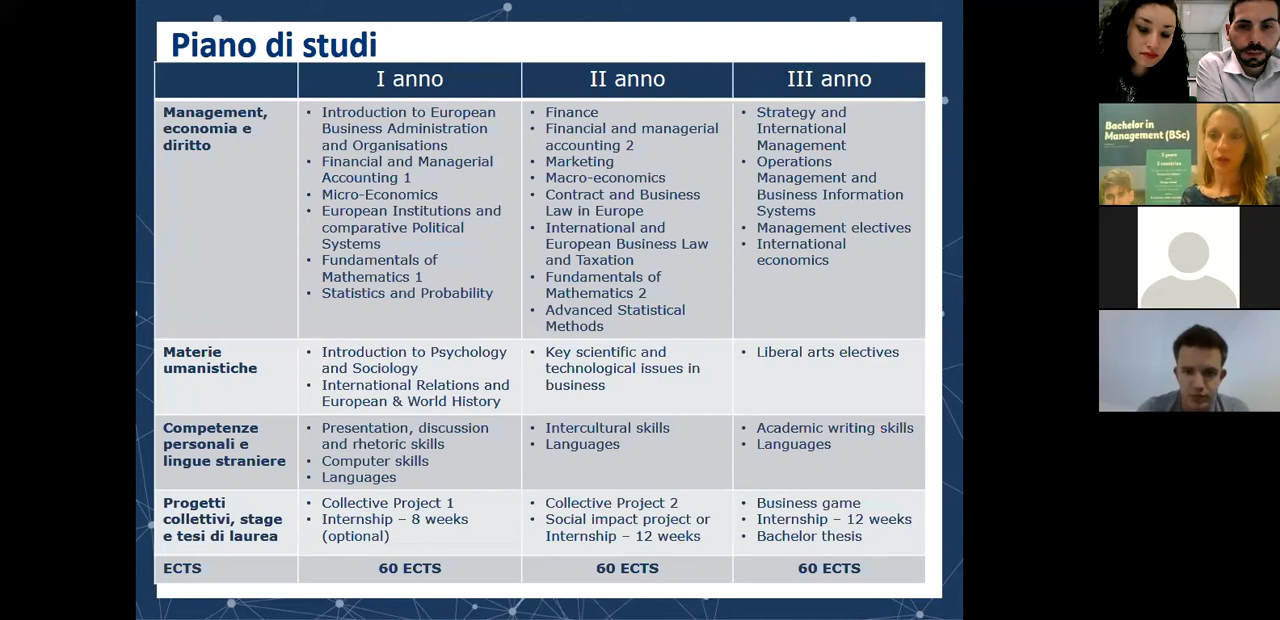 Piano di studi
I anno
II anno
III anno
Management,
economia e
diritto
• Introduction to European
Business Administration
and Organisations
• Financial and Managerial
Accounting 1
• Micro-Economics
• European Institutions and
comparative Political
Systems
• Fundamentals of
Mathematics 1
• Statistics and Probability
• Finance
• Financial and managerial
accounting 2
• Marketing
• Macro-economics
• Contract and Business
Law in Europe
• International and
European Business Law
and Taxation
• Fundamentals of
Mathematics 2
• Advanced Statistical
Methods
• Strategy and
International
Management
• Operations
Management and
Business Information
Systems
• Management electives
• International
economics
Materie
umanistiche
• Introduction to Psychology
and Sociology
• International Relations and
European & World History
• Key scientific and
technological issues in
business
• Liberal arts electives
Competenze
personali e
lingue straniere
• Presentation, discussion
and rhetoric skills
• Computer skills
• Languages
• Intercultural skills
• Languages
• Academic writing skills
• Languages
Progetti
collettivi, stage
e tesi di laurea
• Collective Project 1
• Internship – 8 weeks
(optional)
• Collective Project 2
• Social impact project or
Internship – 12 weeks
• Business game
• Internship – 12 weeks
• Bachelor thesis
ECTS
60 ECTS
60 ECTS
60 ECTS
Bachelor in
Management (BSc)
3 years